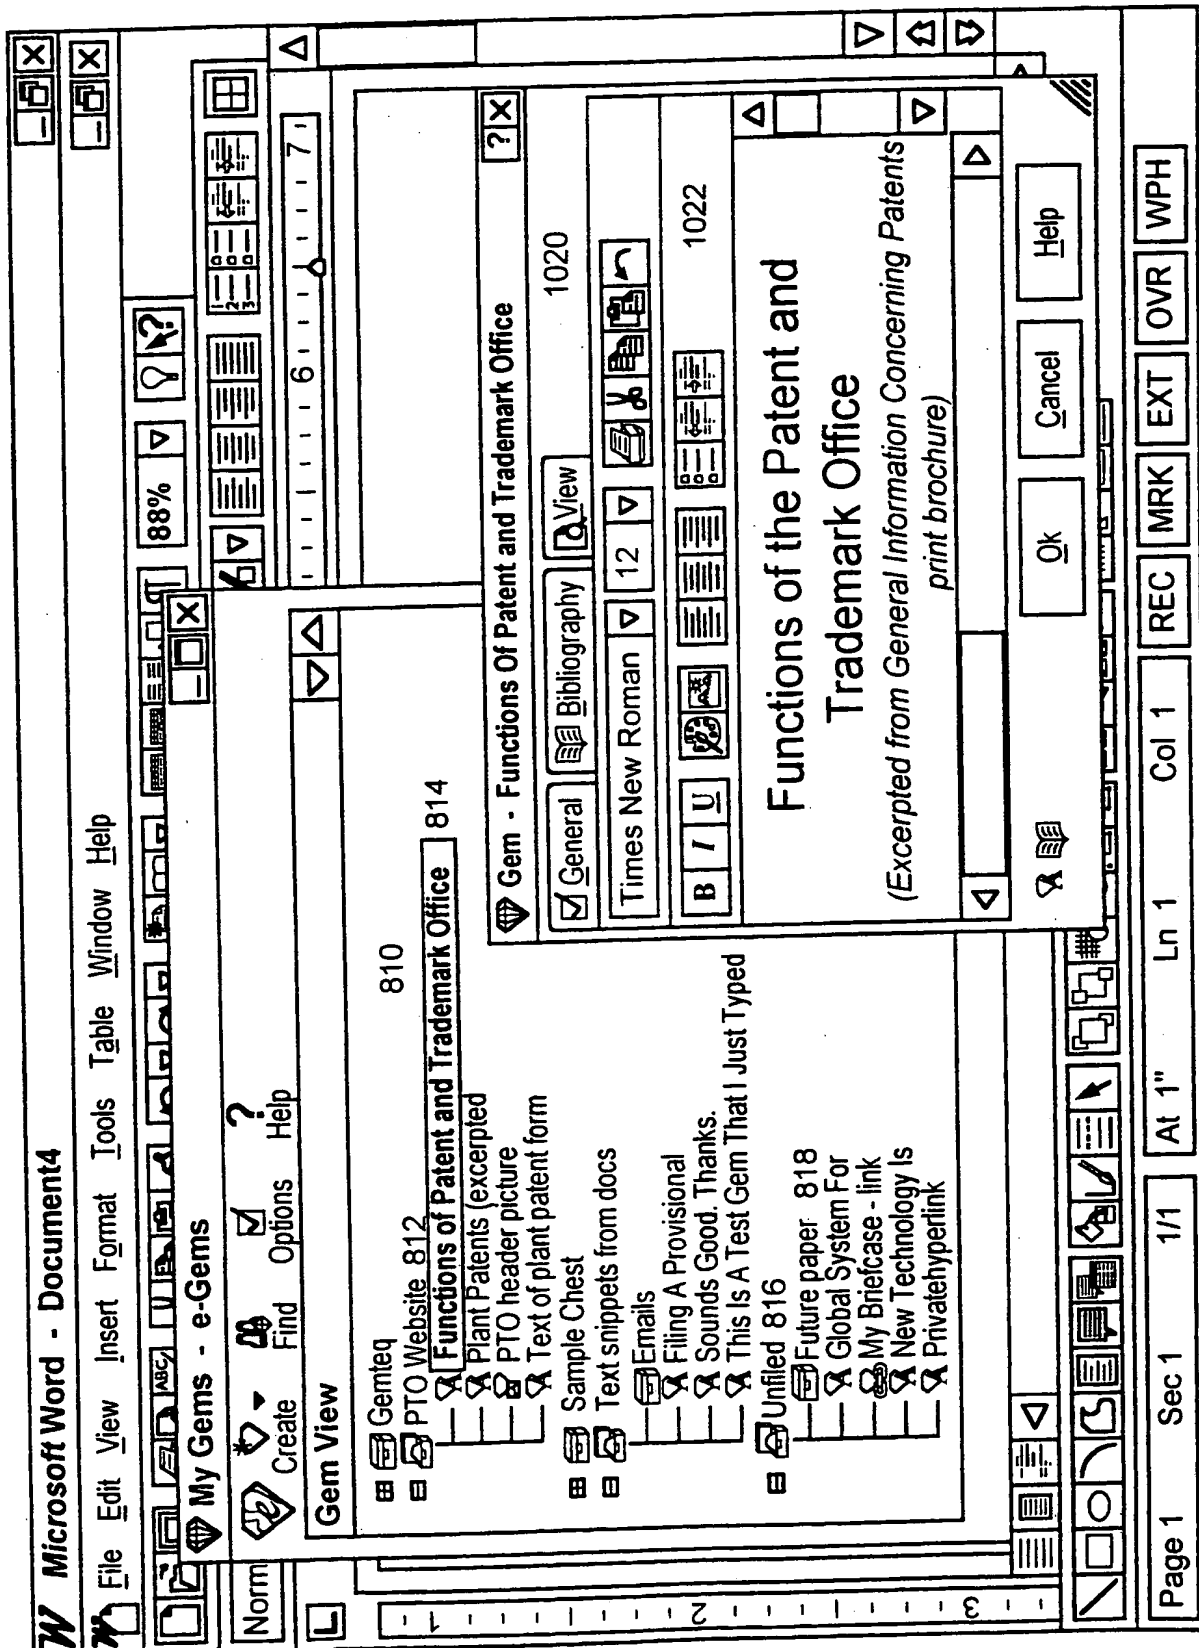 W Microsoft Word - Document4
File Edit View Insert Format Tools Table Window Help
ABC
88%
Norm
1 2 3
6 7
My Gems - e-Gems
Create Find Options Help
Gem View
Gemteq 810
PTO Website 812
Functions of Patent and Trademark Office 814
Plant Patents (excerpted
PTO header picture
Text of plant patent form
Sample Chest
Text snippets from docs
Emails
Filing A Provisional
Sounds Good. Thanks.
This Is A Test Gem That I Just Typed
Unfiled 816
Future paper 818
Global System For
My Briefcase - link
New Technology Is
Privatehyperlink
Gem - Functions Of Patent and Trademark Office ? X
General Bibliography View 1020
Times New Roman 12
B I U 1022
Functions of the Patent and
Trademark Office
(Excerpted from General Information Concerning Patents
print brochure)
Ok Cancel Help
L
1
2
3
Page 1 Sec 1 1/1 At 1" Ln 1 Col 1 REC MRK EXT OVR WPH